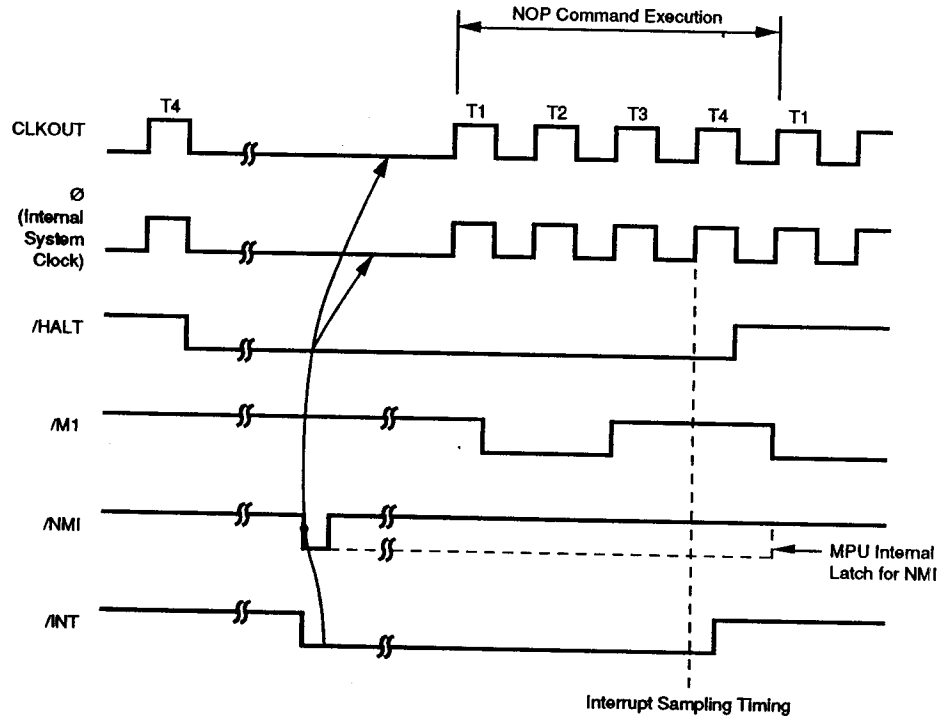 NOP Command Execution
T4
T1
T2
T3
T4
T1
CLKOUT
Ø
(Internal
System
Clock)
/HALT
/M1
/NMI
MPU Internal
Latch for NMI
/INT
Interrupt Sampling Timing